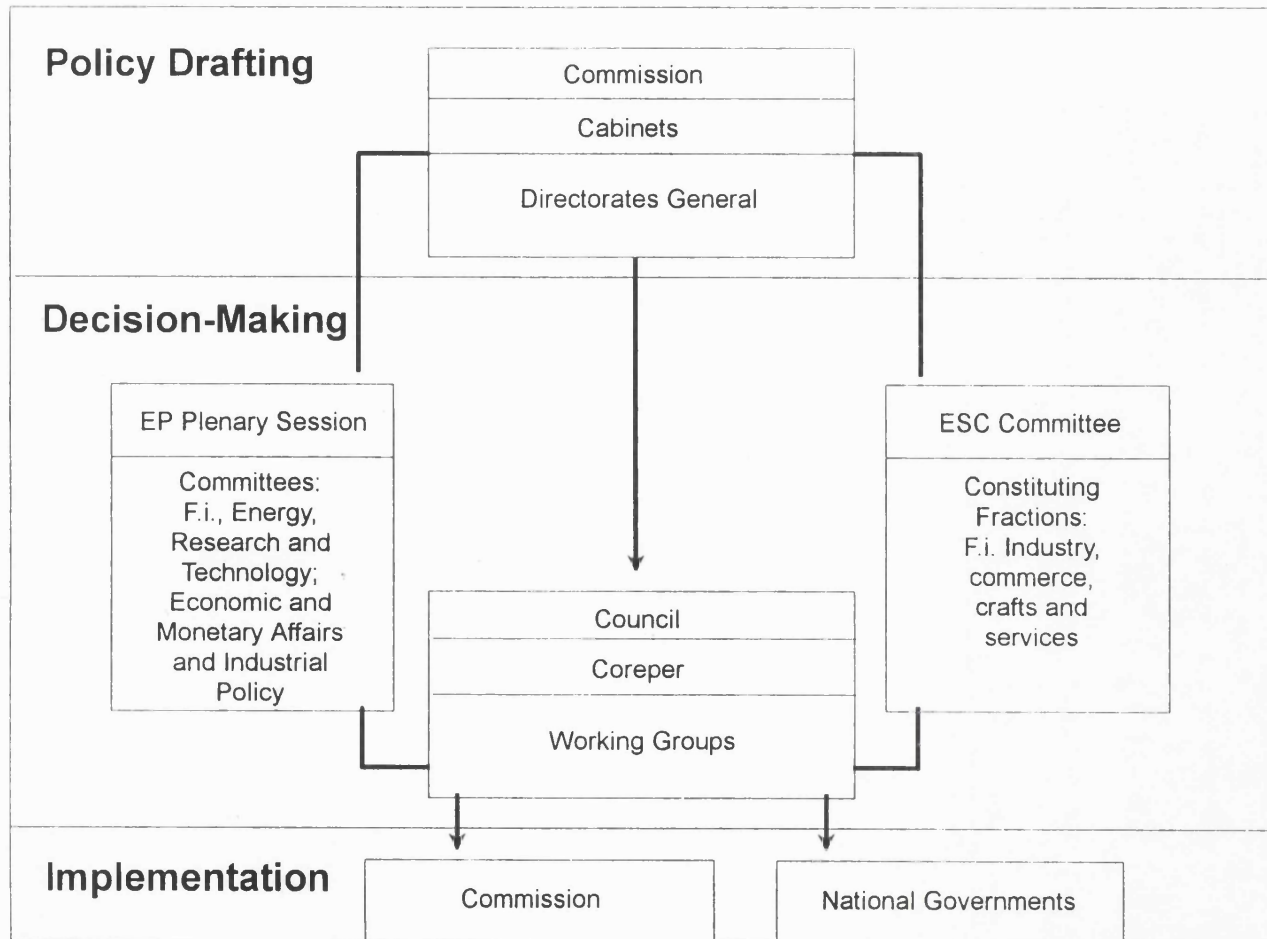 Policy Drafting
Commission
Cabinets
Directorates General
Decision-Making
EP Plenary Session
Committees:
F.i., Energy,
Research and
Technology;
Economic and
Monetary Affairs
and Industrial
Policy
ESC Committee
Constituting
Fractions:
F.i. Industry,
commerce,
crafts and
services
Council
Coreper
Working Groups
Implementation
Commission
National Governments